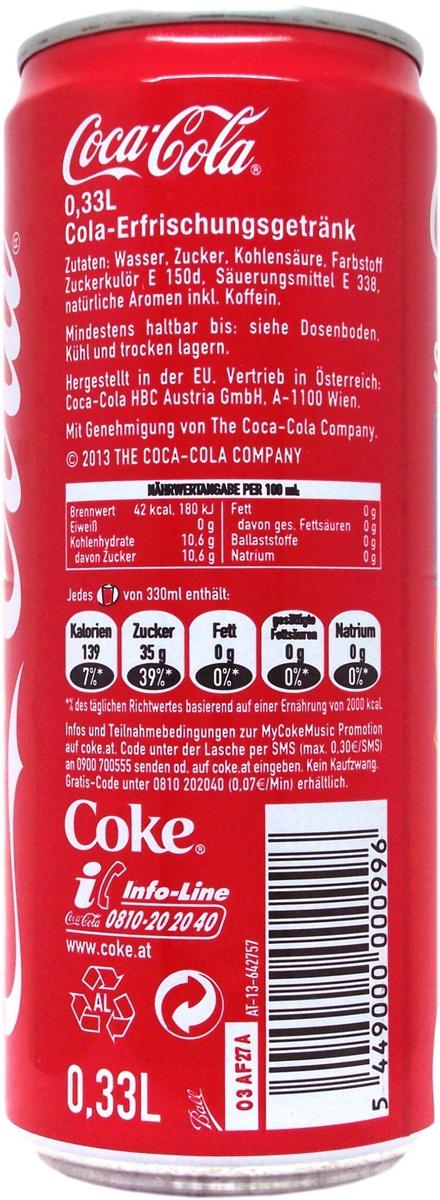 Coca-Cola®
0,33L
Cola-Erfrischungsgetränk
Zutaten: Wasser, Zucker, Kohlensäure, Farbstoff
Zuckerkulör E 150d, Säuerungsmittel E 338,
natürliche Aromen inkl. Koffein.
Mindestens haltbar bis: siehe Dosenboden.
Kühl und trocken lagern.
Hergestellt in der EU. Vertrieb in Österreich:
Coca-Cola HBC Austria GmbH, A-1100 Wien.
Mit Genehmigung von The Coca-Cola Company.
© 2013 THE COCA-COLA COMPANY
NÄHRWERTANGABE PER 100 mL
Brennwert 42 kcal, 180 kJ Fett 0 g
Eiweiß 0 g davon ges. Fettsäuren 0 g
Kohlenhydrate 10,6 g Ballaststoffe 0 g
davon Zucker 10,6 g Natrium 0 g
Jedes von 330ml enthält:
Kalorien Zucker Fett gesättigte Fettsäuren Natrium
139 35 g 0 g 0 g 0 g
7%* 39%* 0%* 0%* 0%*
*% des täglichen Richtwertes basierend auf einer Ernährung von 2000 kcal
Infos und Teilnahmebedingungen zur MyCokeMusic Promotion
auf coke.at. Code unter der Lasche per SMS (max. 0,30€/SMS)
an 0900 700555 senden od. auf coke.at eingeben. Kein Kaufzwang.
Gratis-Code unter 0810 202040 (0,07€/Min) erhältlich.
Coke®
i Info-Line
Coca-Cola 0810-20 20 40
www.coke.at
AL
0,33L
Ball
03 AF27A
AT-13-642757
5 449000 000996